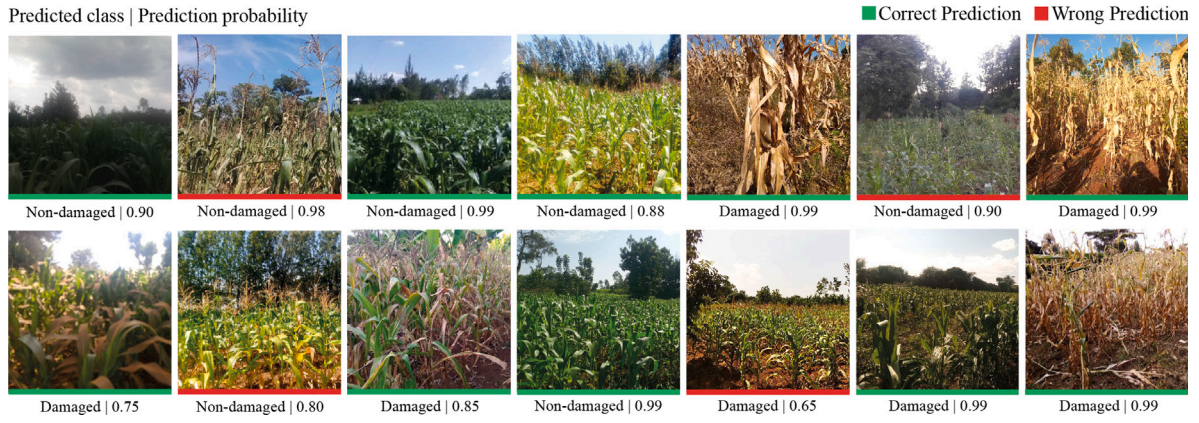 Predicted class | Prediction probability
Correct Prediction
Wrong Prediction
Non-damaged | 0.90
Non-damaged | 0.98
Non-damaged | 0.99
Non-damaged | 0.88
Damaged | 0.99
Non-damaged | 0.90
Damaged | 0.99
Damaged | 0.75
Non-damaged | 0.80
Damaged | 0.85
Non-damaged | 0.99
Damaged | 0.65
Damaged | 0.99
Damaged | 0.99